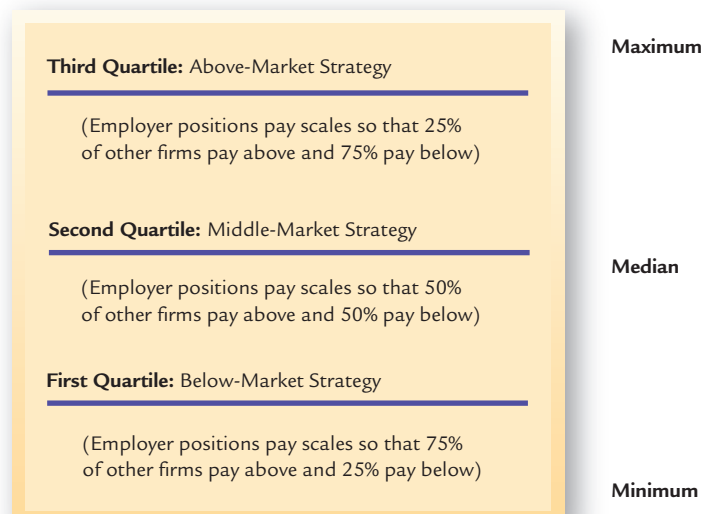 Maximum
Third Quartile: Above-Market Strategy
(Employer positions pay scales so that 25%
of other firms pay above and 75% pay below)
Second Quartile: Middle-Market Strategy
Median
(Employer positions pay scales so that 50%
of other firms pay above and 50% pay below)
First Quartile: Below-Market Strategy
(Employer positions pay scales so that 75%
of other firms pay above and 25% pay below)
Minimum